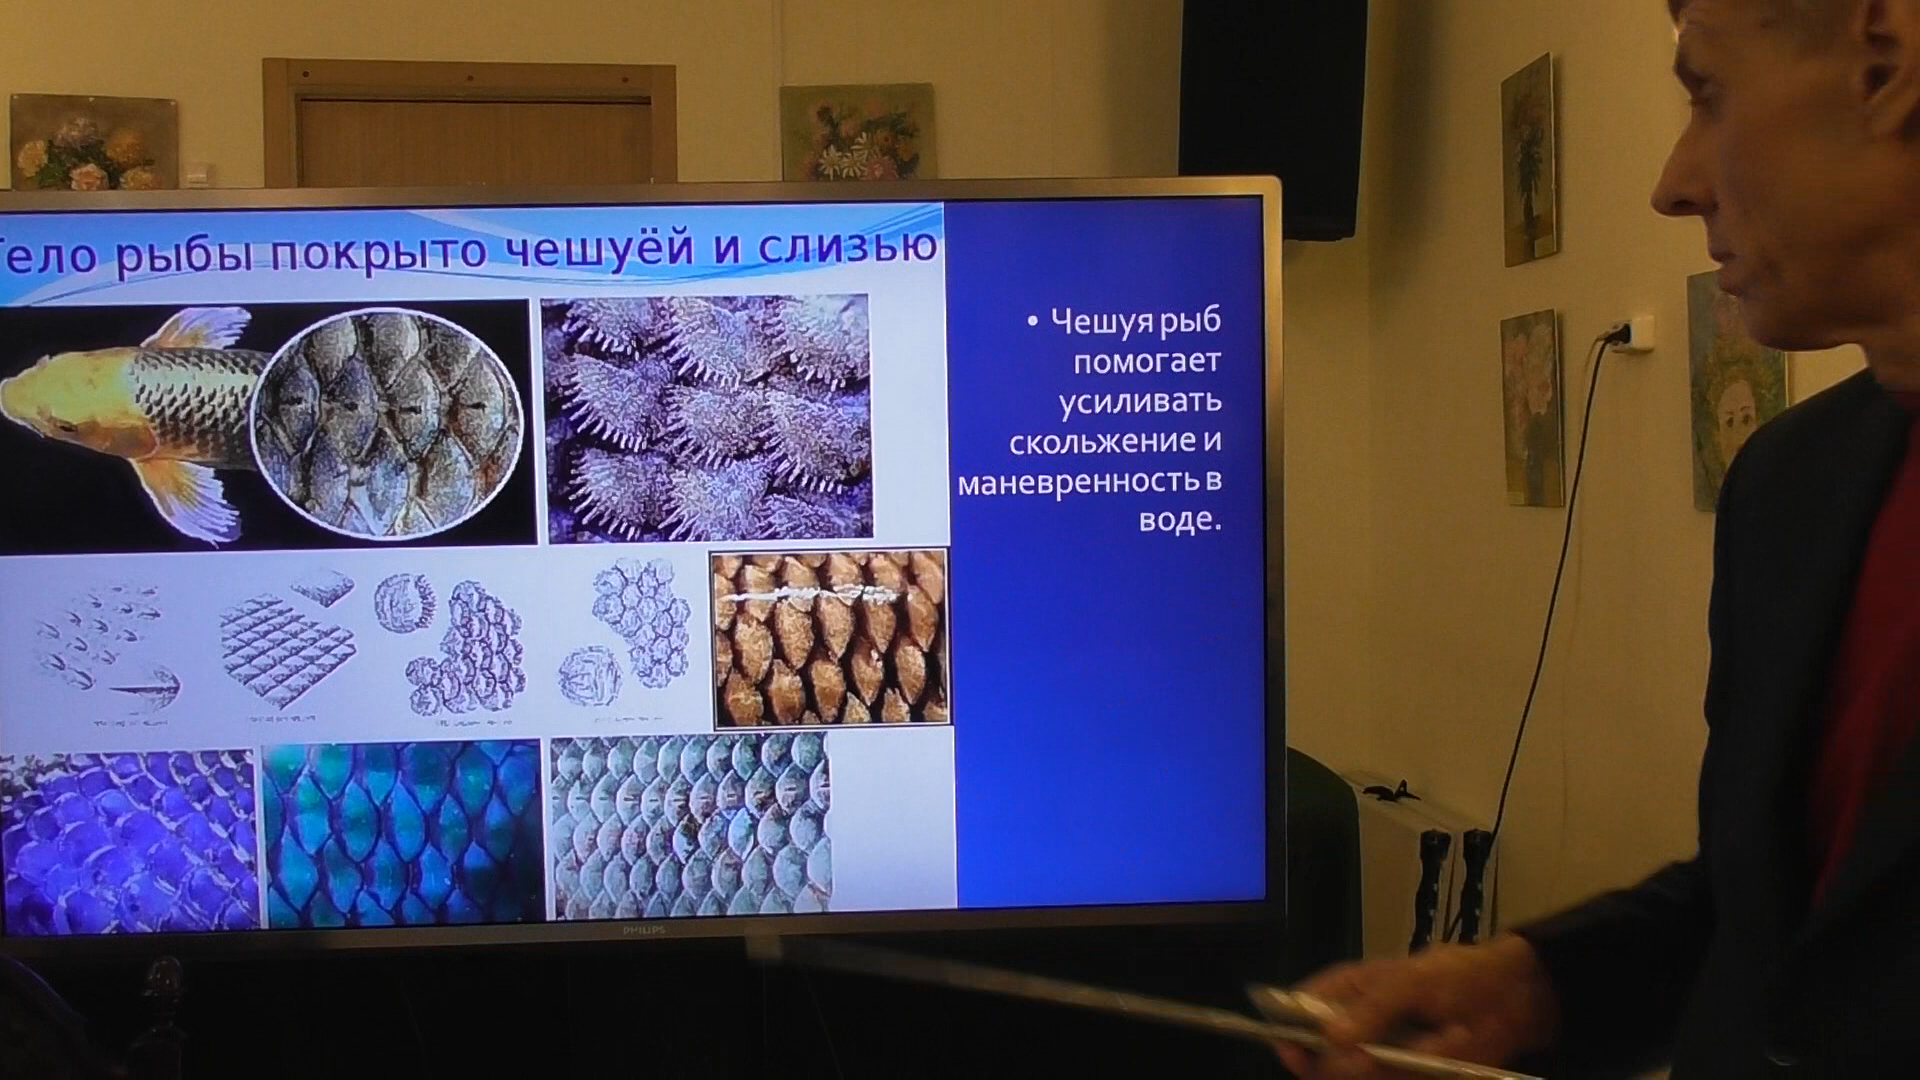 Тело рыбы покрыто чешуёй и слизью
• Чешуя рыб
помогает
усиливать
скольжение и
маневренность в
воде.
PHILIPS